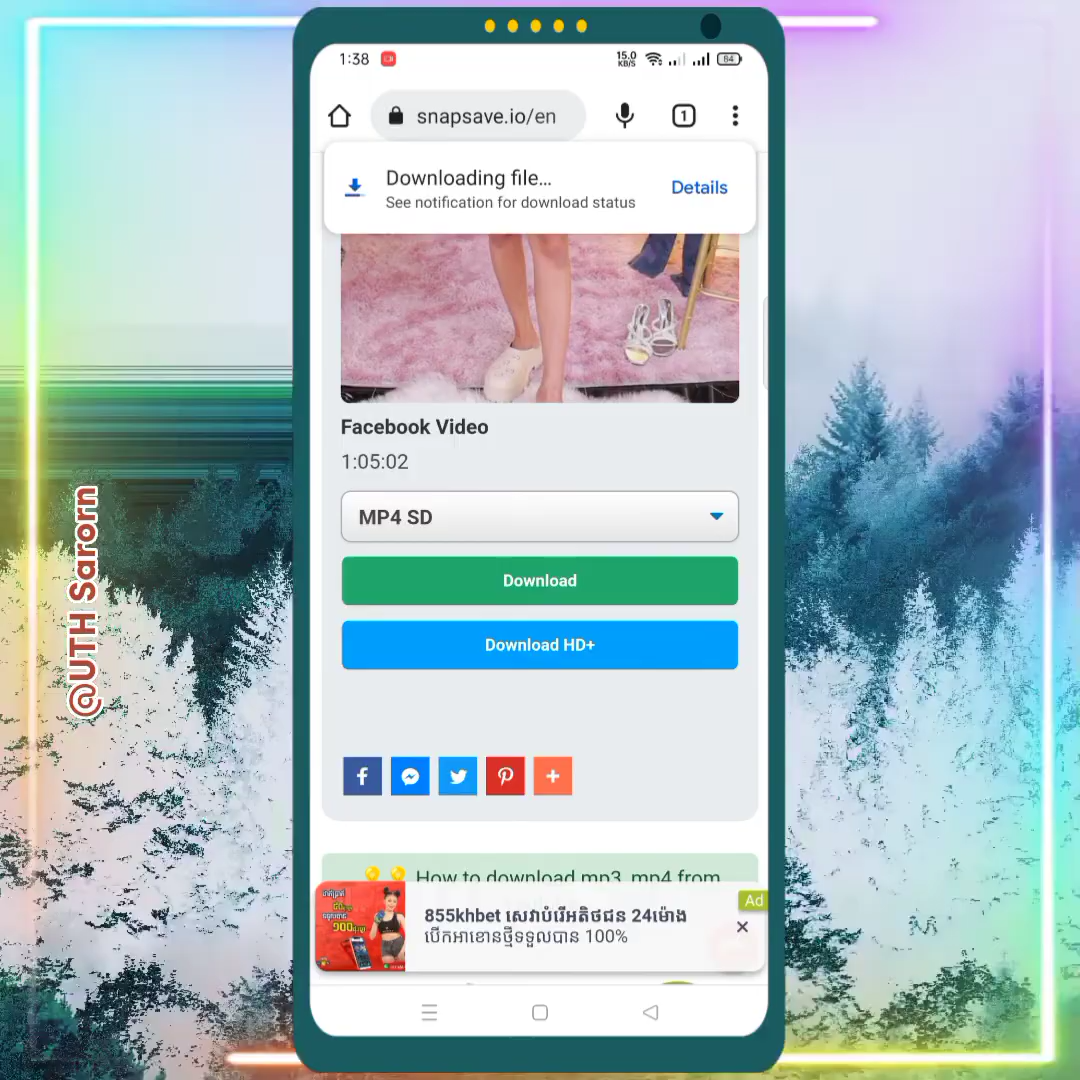 1:38
15.0
KB/S
84
snapsave.io/en
1
Downloading file...
See notification for download status
Details
Facebook Video
1:05:02
MP4 SD
Download
Download HD+
How to download mp3, mp4 from
Ad
855khbet សេវាបំរើអតិថជន 24ម៉ោង
បើកអាខោនថ្មីទទួលបាន 100%
@UTH Sarorn